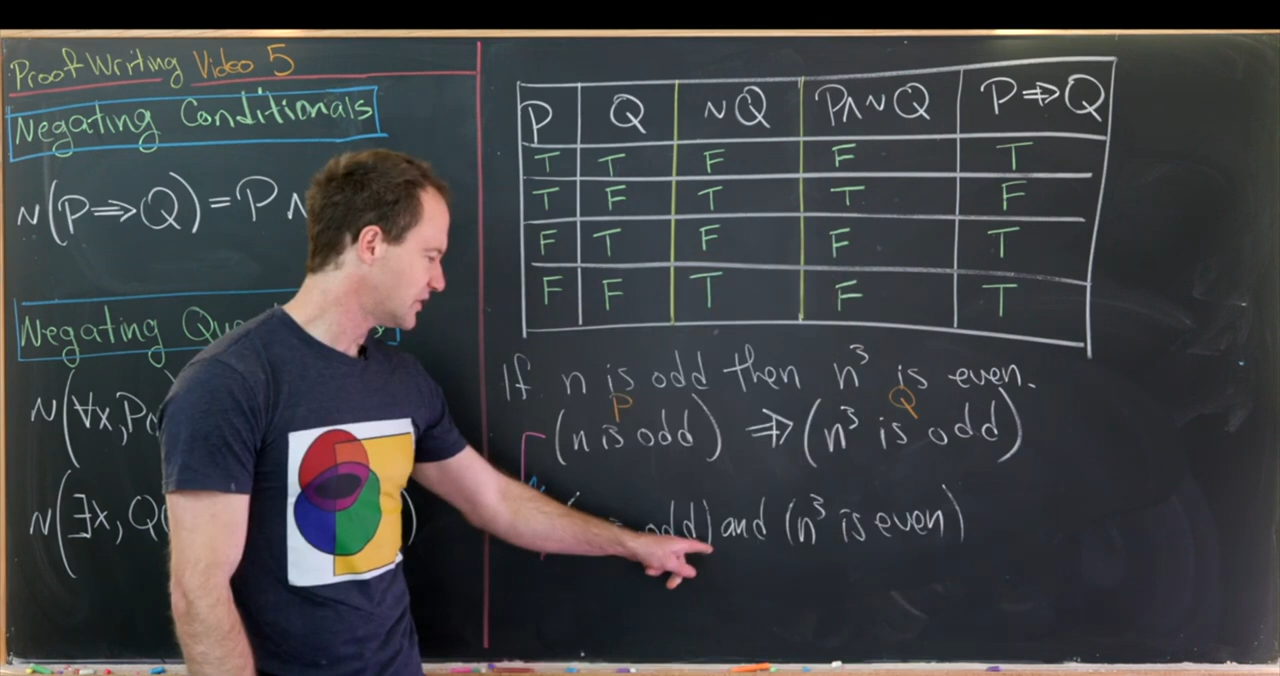 Proof Writing Video 5
Negating Conditionals
~(P⇒Q)=P∧
Negating
~(∀x,P
~(∃x, Q( )
P Q ~Q P∧~Q P⇒Q
T T F F T
T F T T F
F T F F T
F F T F T
If n is odd then n³ is even.
P Q
(n is odd) ⇒ (n³ is odd)
~
odd) and (n³ is even)